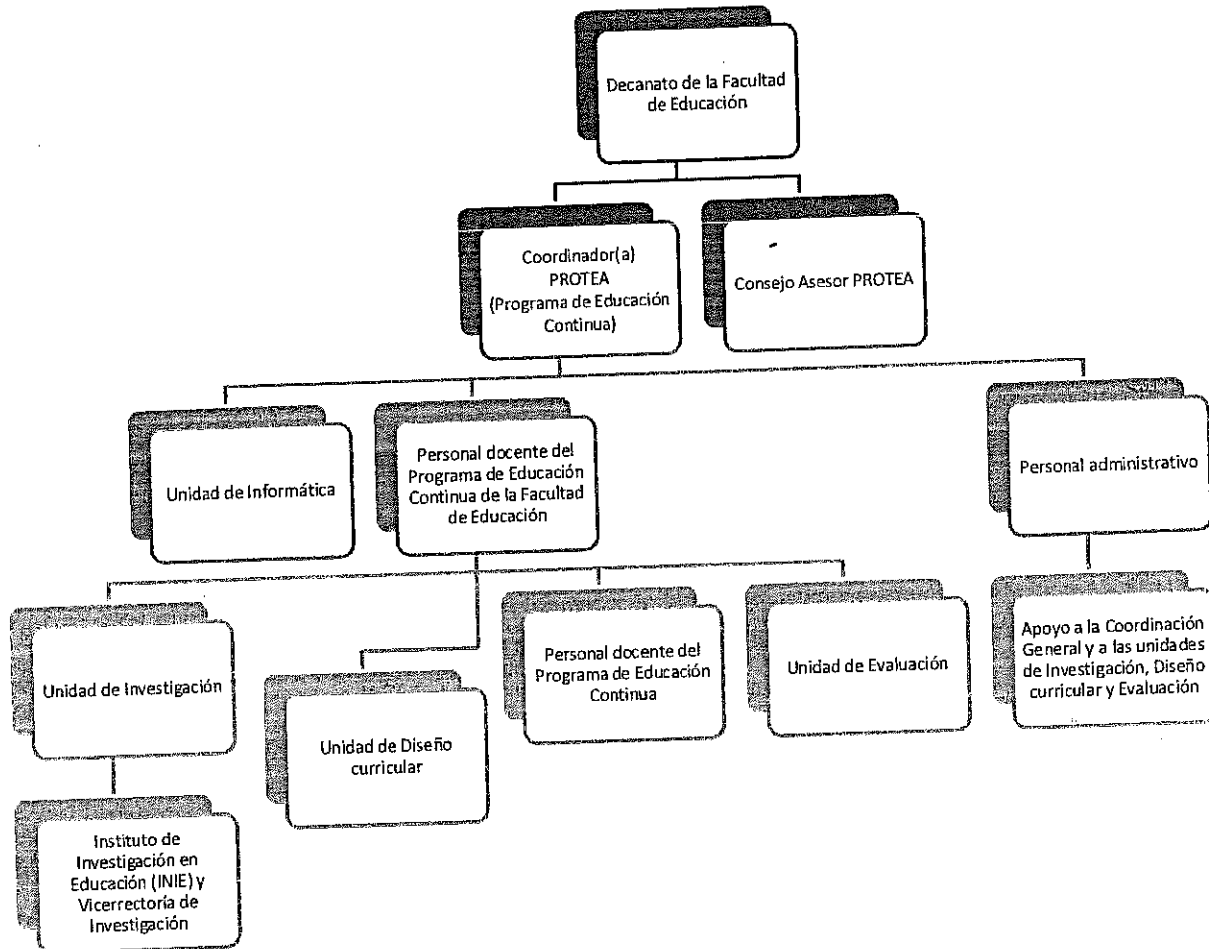 Decanato de la Facultad
de Educación
Coordinador(a)
PROTEA
(Programa de Educación
Continua)
Consejo Asesor PROTEA
Unidad de Informática
Personal docente del
Programa de Educación
Continua de la Facultad
de Educación
Personal administrativo
Unidad de Investigación
Unidad de Diseño
curricular
Personal docente del
Programa de Educación
Continua
Unidad de Evaluación
Apoyo a la Coordinación
General y a las unidades
de Investigación, Diseño
curricular y Evaluación
Instituto de
Investigación en
Educación (INIE) y
Vicerrectoría de
Investigación